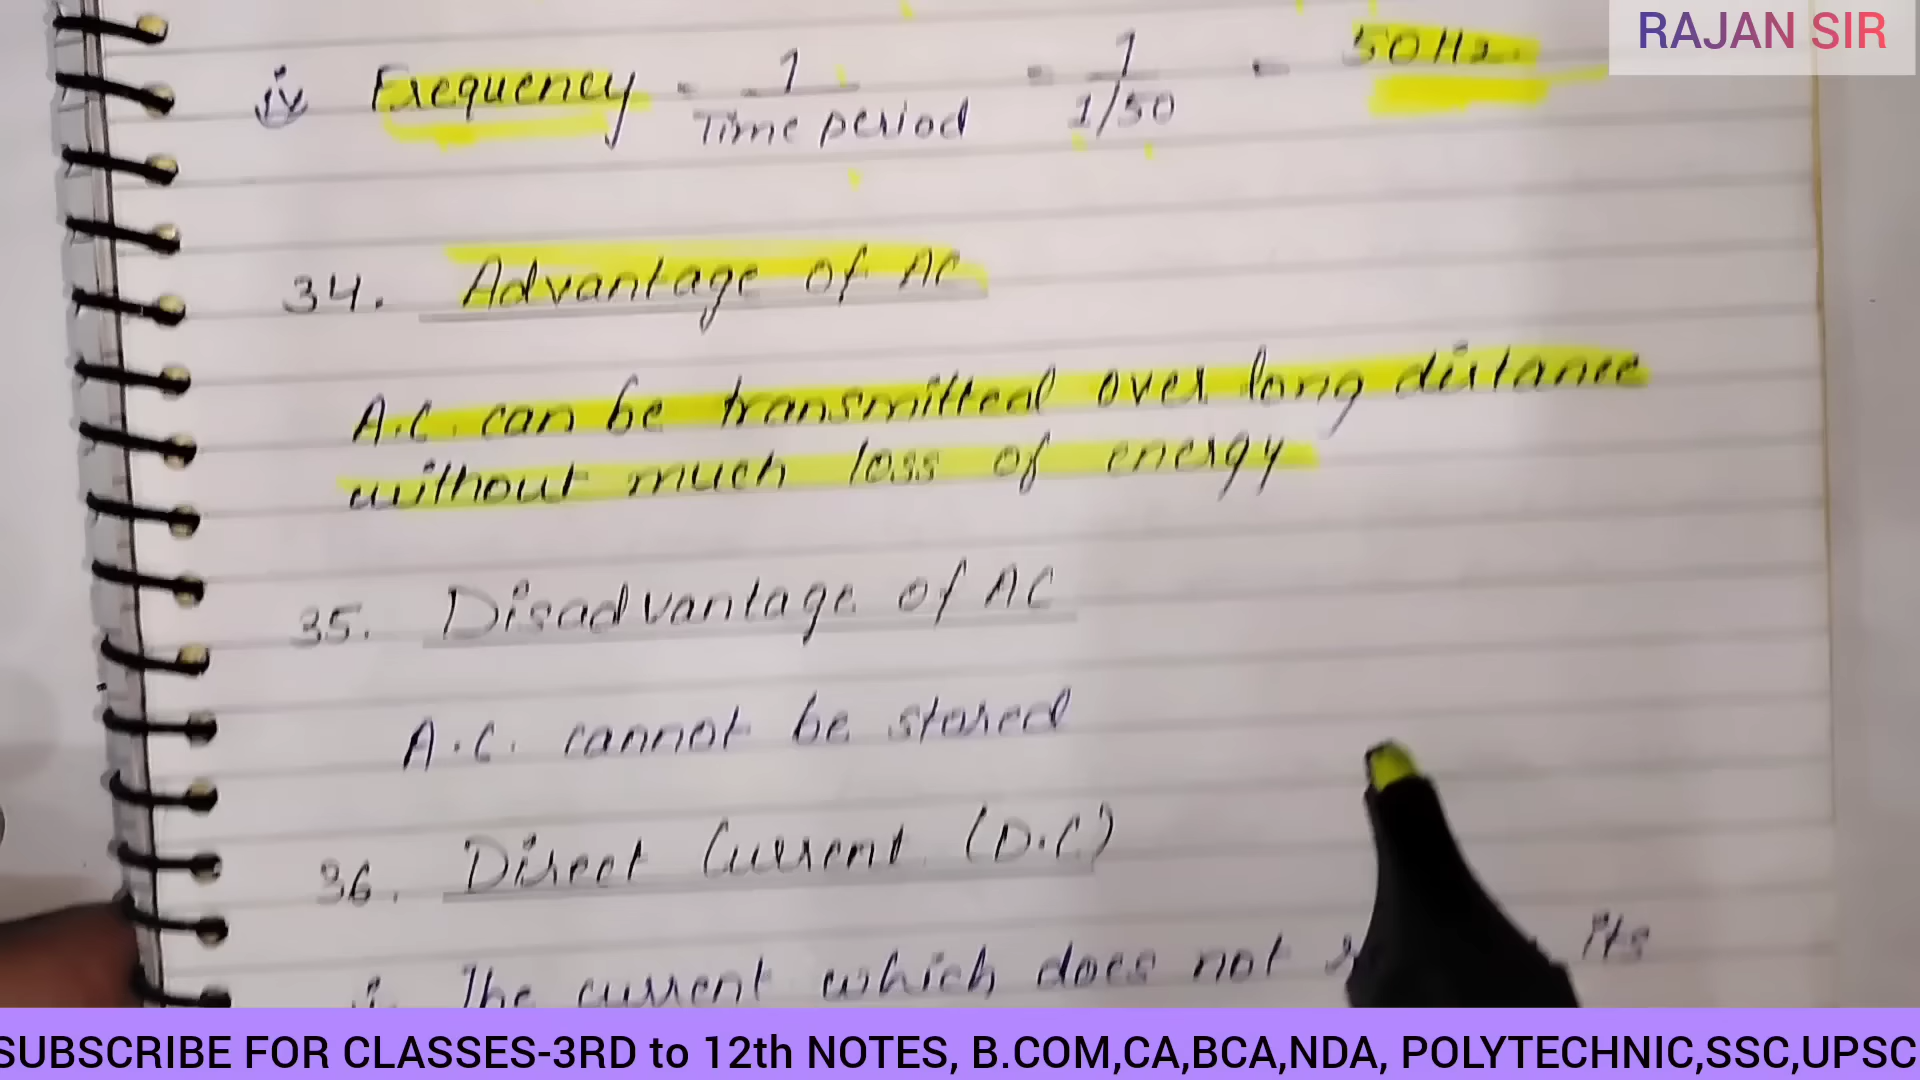 RAJAN SIR
iv Frequency = 1 / Time period = 1 / 1/50 = 50Hz.
34. Advantage of AC
A.C. can be transmitted over long distance
without much loss of energy
35. Disadvantage of AC
A.C. cannot be stored
36. Direct Current (D.C)
i. The current which does not its
SUBSCRIBE FOR CLASSES-3RD to 12th NOTES, B.COM,CA,BCA,NDA, POLYTECHNIC,SSC,UPSC